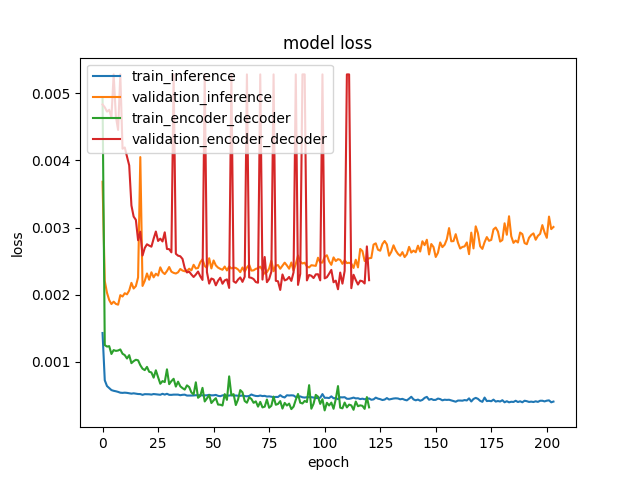 model loss
train_inference
validation_inference
train_encoder_decoder
validation_encoder_decoder
0.005
0.004
0.003
0.002
0.001
loss
0 25 50 75 100 125 150 175 200
epoch